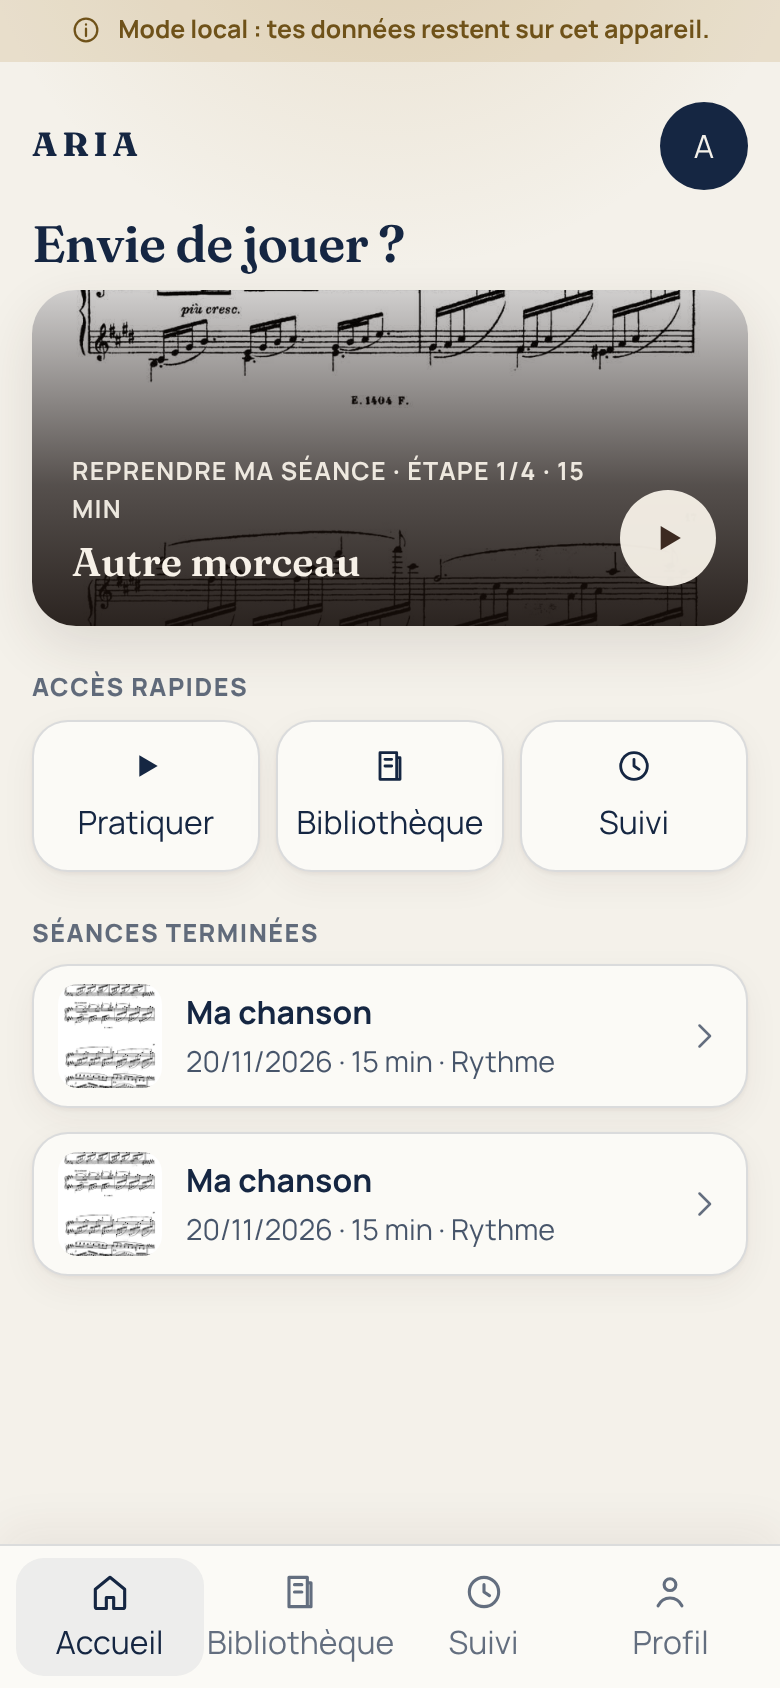 Mode local : tes données restent sur cet appareil.
ARIA
A
Envie de jouer ?
più cresc.
E. 1404 F.
REPRENDRE MA SÉANCE · ÉTAPE 1/4 · 15
MIN
Autre morceau
ACCÈS RAPIDES
Pratiquer
Bibliothèque
Suivi
SÉANCES TERMINÉES
Ma chanson
20/11/2026 · 15 min · Rythme
Ma chanson
20/11/2026 · 15 min · Rythme
Accueil
Bibliothèque
Suivi
Profil